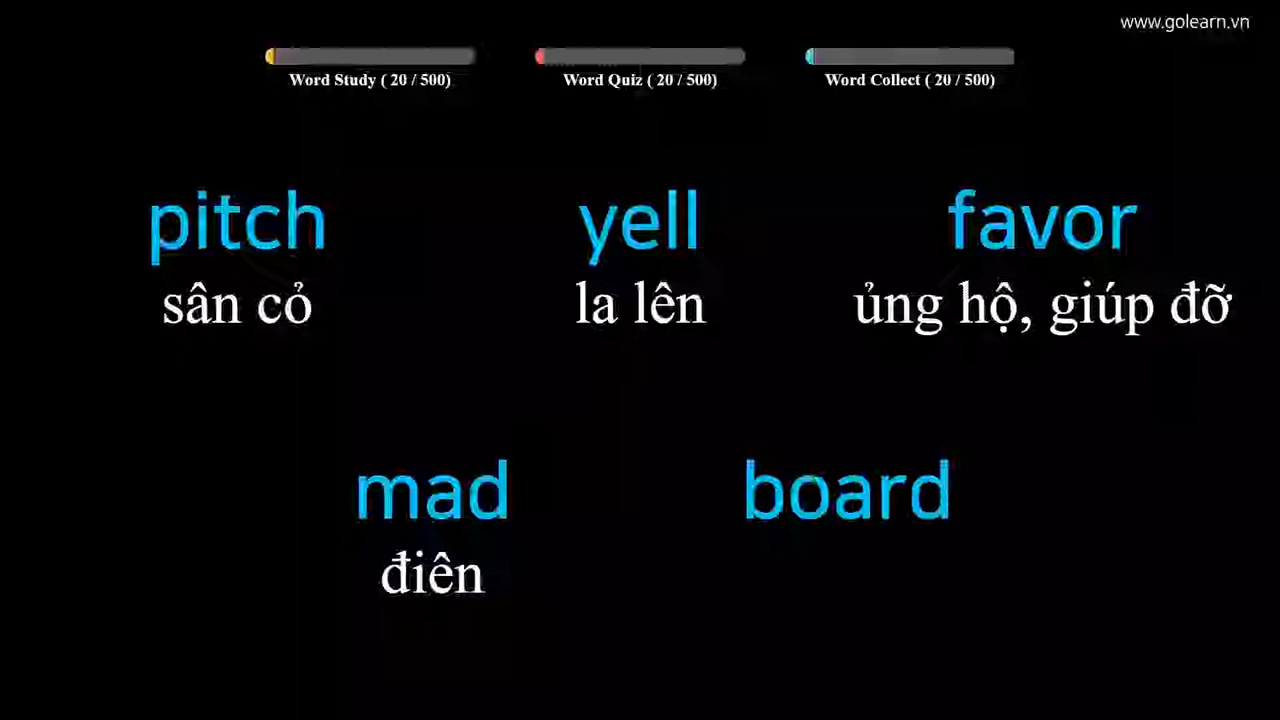 www.golearn.vn
Word Study ( 20 / 500)
Word Quiz ( 20 / 500)
Word Collect ( 20 / 500)
pitch
sân cỏ
yell
la lên
favor
ủng hộ, giúp đỡ
mad
điên
board